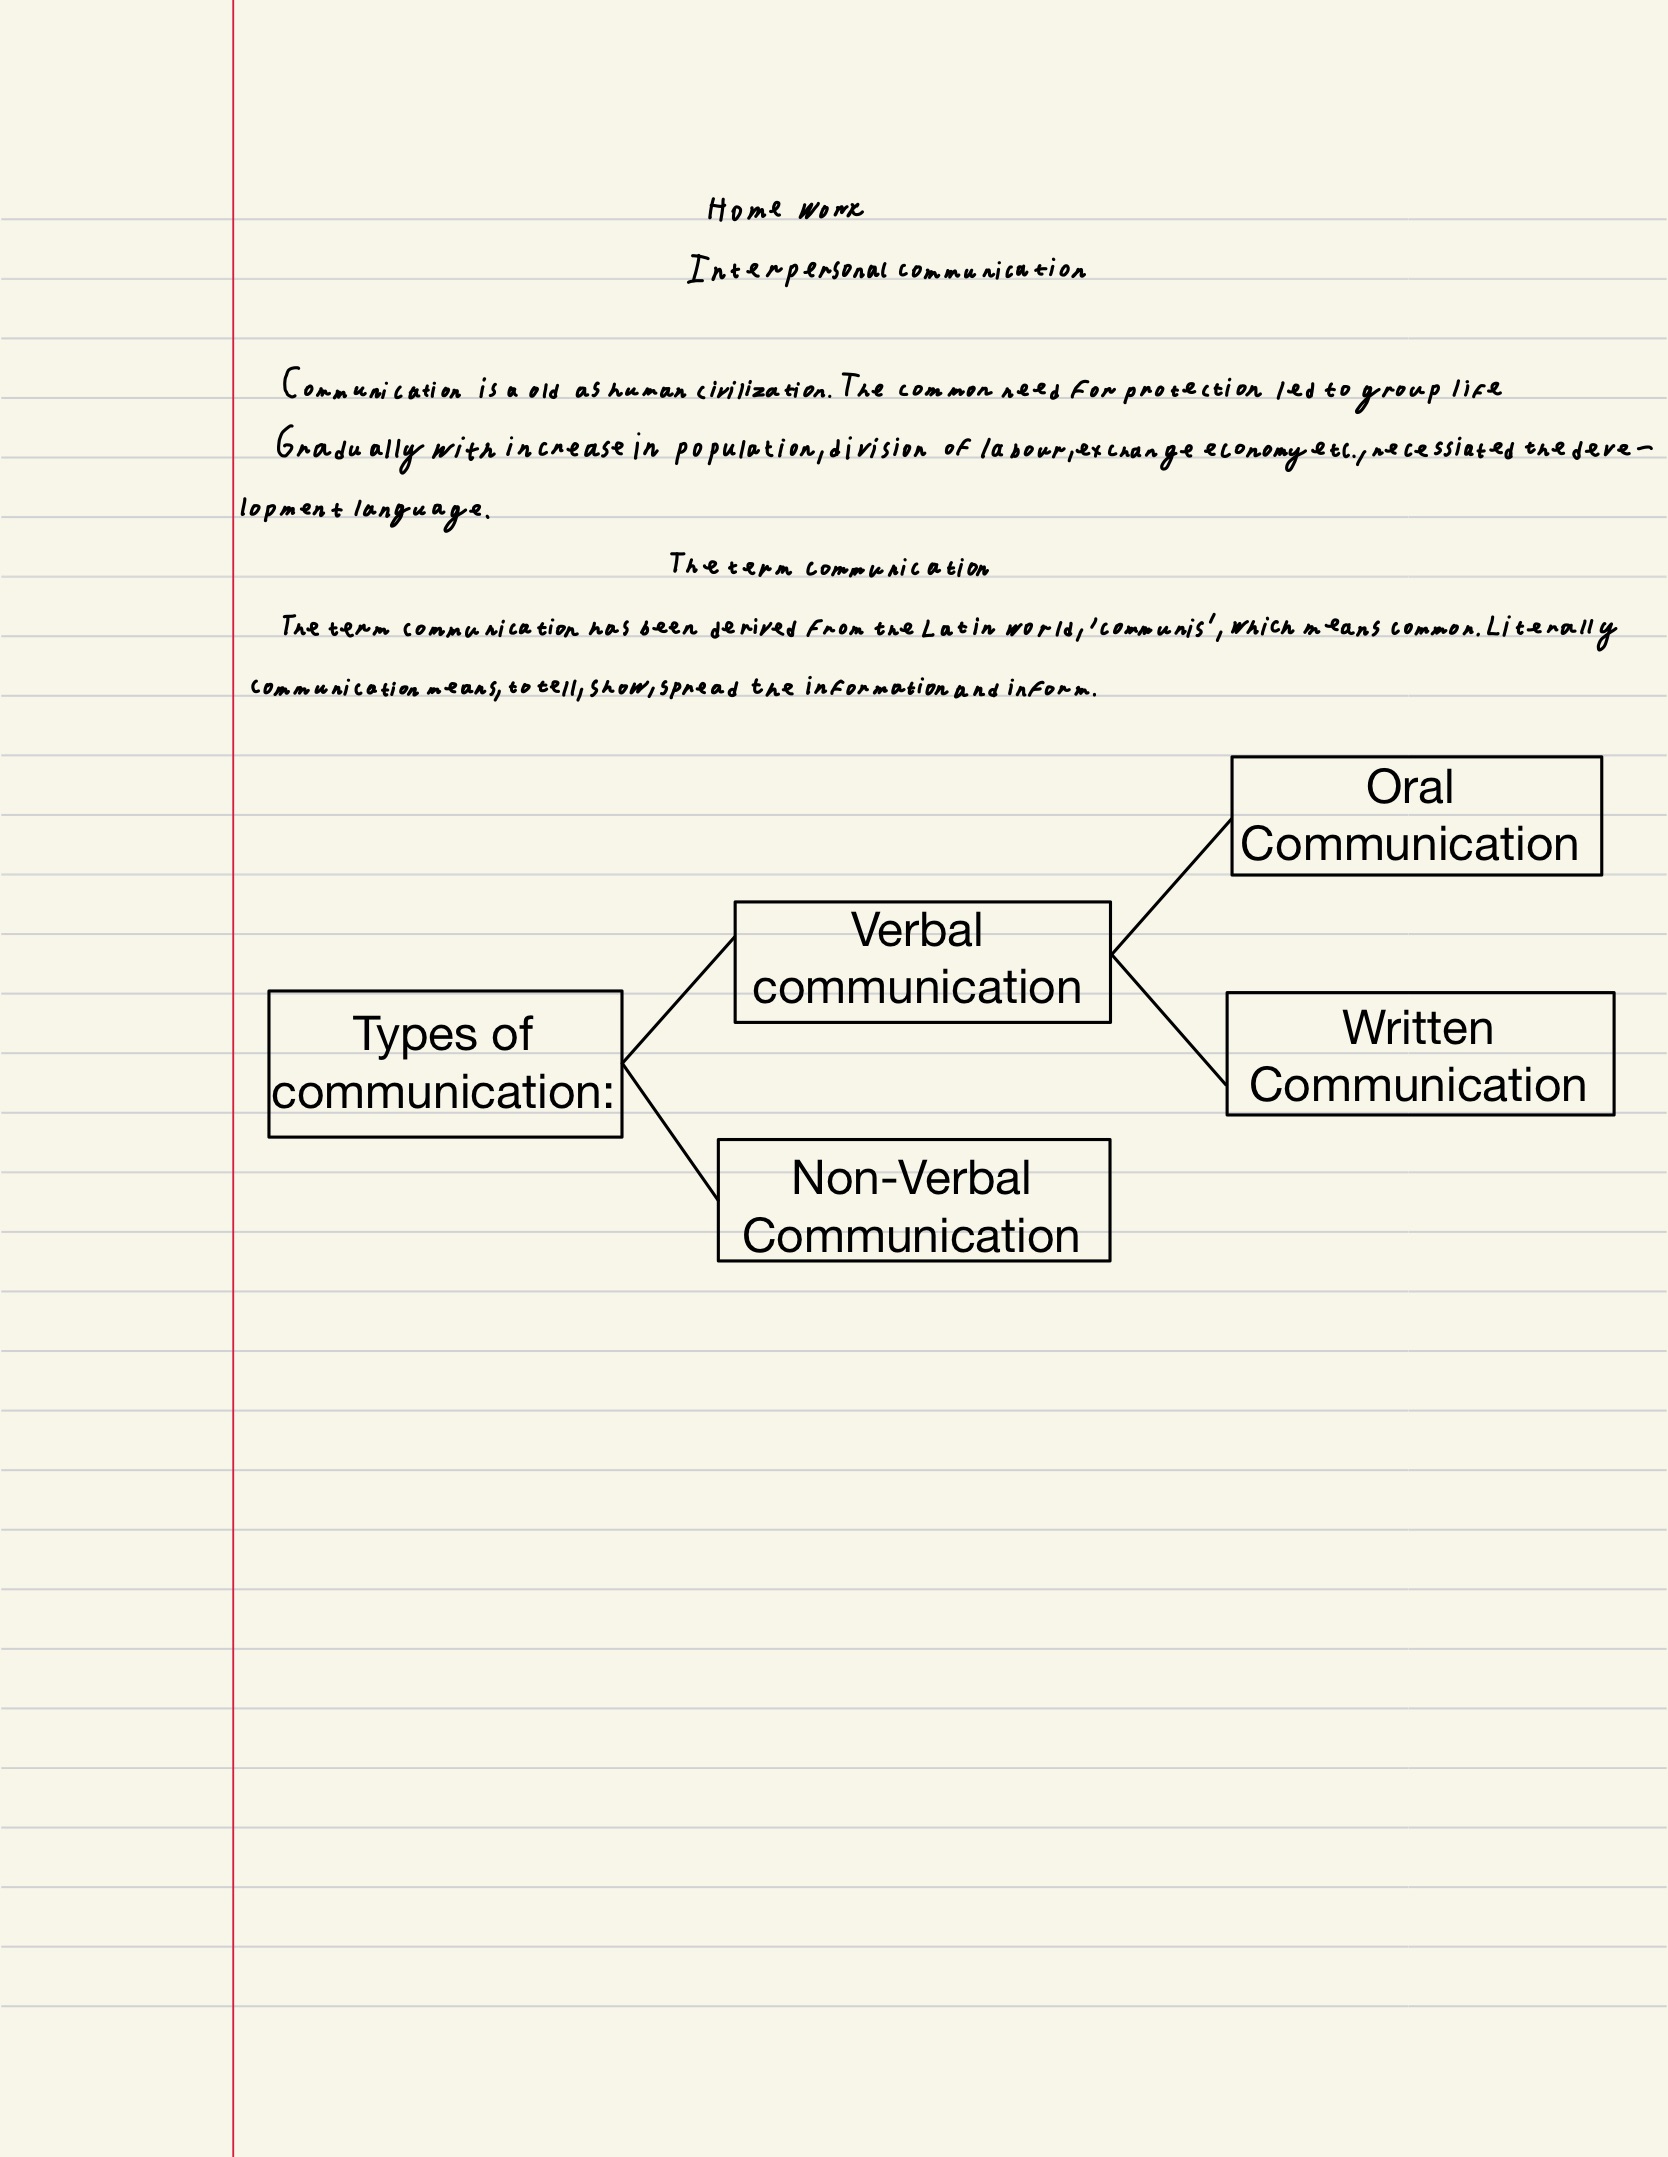 Home Work
Interpersonal communication
Communication is a old as human civilization. The common need for protection led to group life
Gradually with increase in population, division of labour, exchange economy etc., necessiated the deve-
lopment language.
The term communication
The term communication has been derived from the Latin world, 'communis', which means common. Literally
communication means, to tell, show, spread the information and inform.
Oral
Communication
Verbal
communication
Types of
communication:
Written
Communication
Non-Verbal
Communication